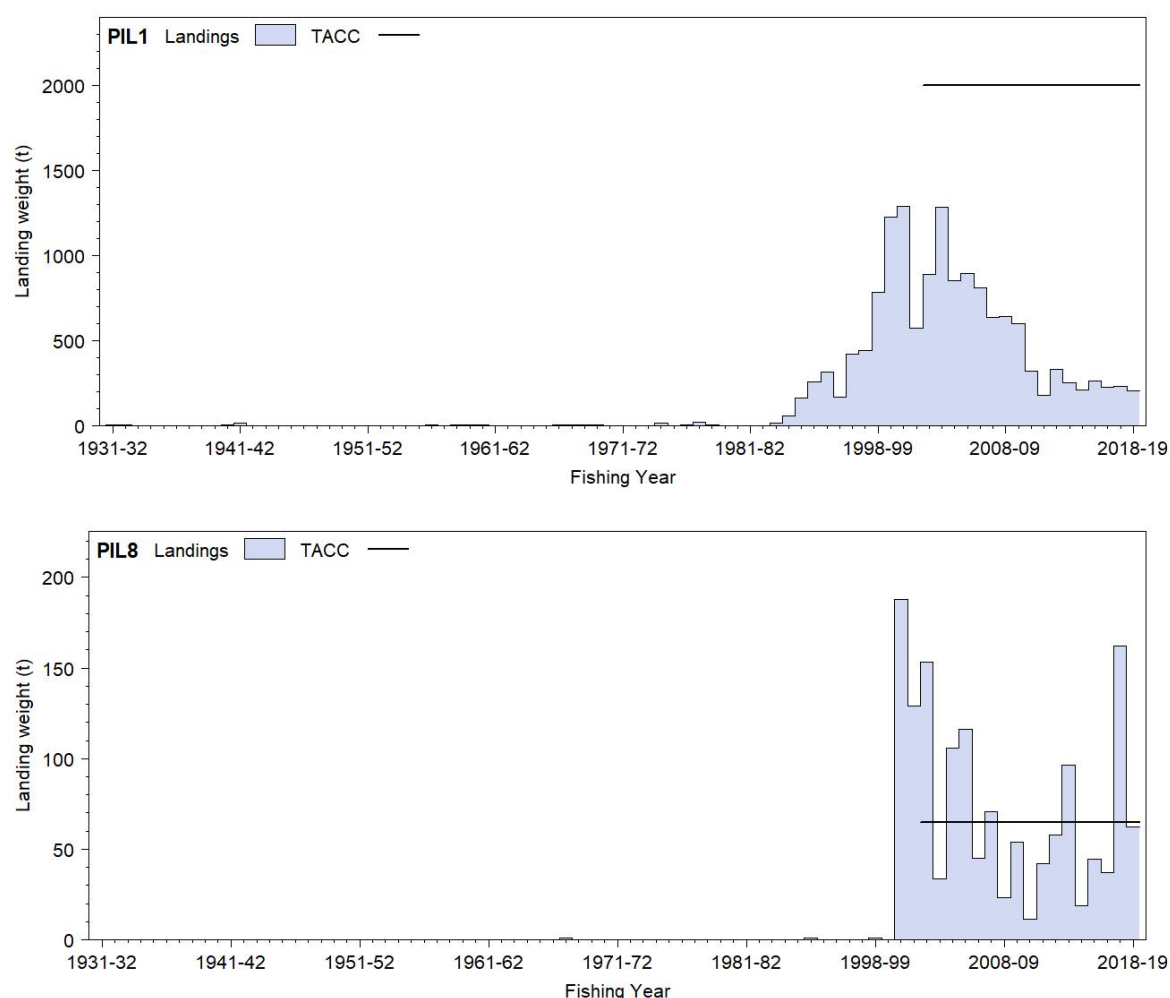 PIL1 Landings TACC
2000
1500
1000
500
0
Landing weight (t)
1931-32 1941-42 1951-52 1961-62 1971-72 1981-82 1998-99 2008-09 2018-19
Fishing Year
PIL8 Landings TACC
200
150
100
50
0
Landing weight (t)
1931-32 1941-42 1951-52 1961-62 1971-72 1981-82 1998-99 2008-09 2018-19
Fishing Year